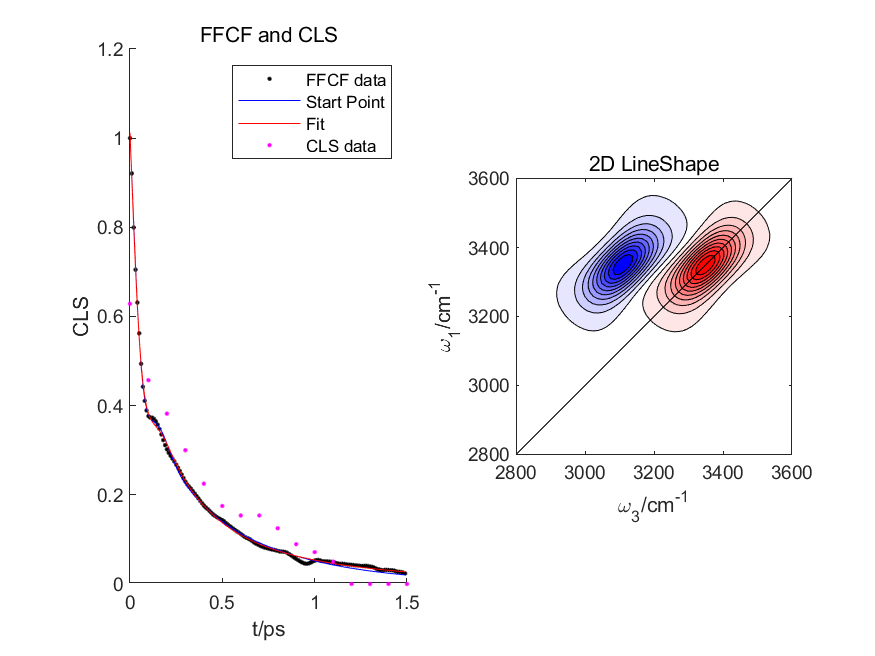 FFCF and CLS
1.2
1
0.8
0.6
0.4
0.2
0
CLS
0
0.5
1
1.5
t/ps
FFCF data
Start Point
Fit
CLS data
2D LineShape
3600
3400
3200
3000
2800
ω1/cm-1
2800
3000
3200
3400
3600
ω3/cm-1